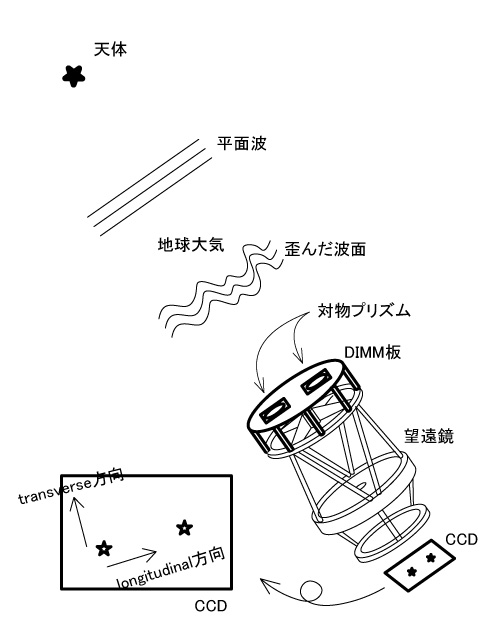 天体
平面波
地球大気
歪んだ波面
対物プリズム
DIMM板
望遠鏡
transverse方向
longitudinal方向
CCD
CCD